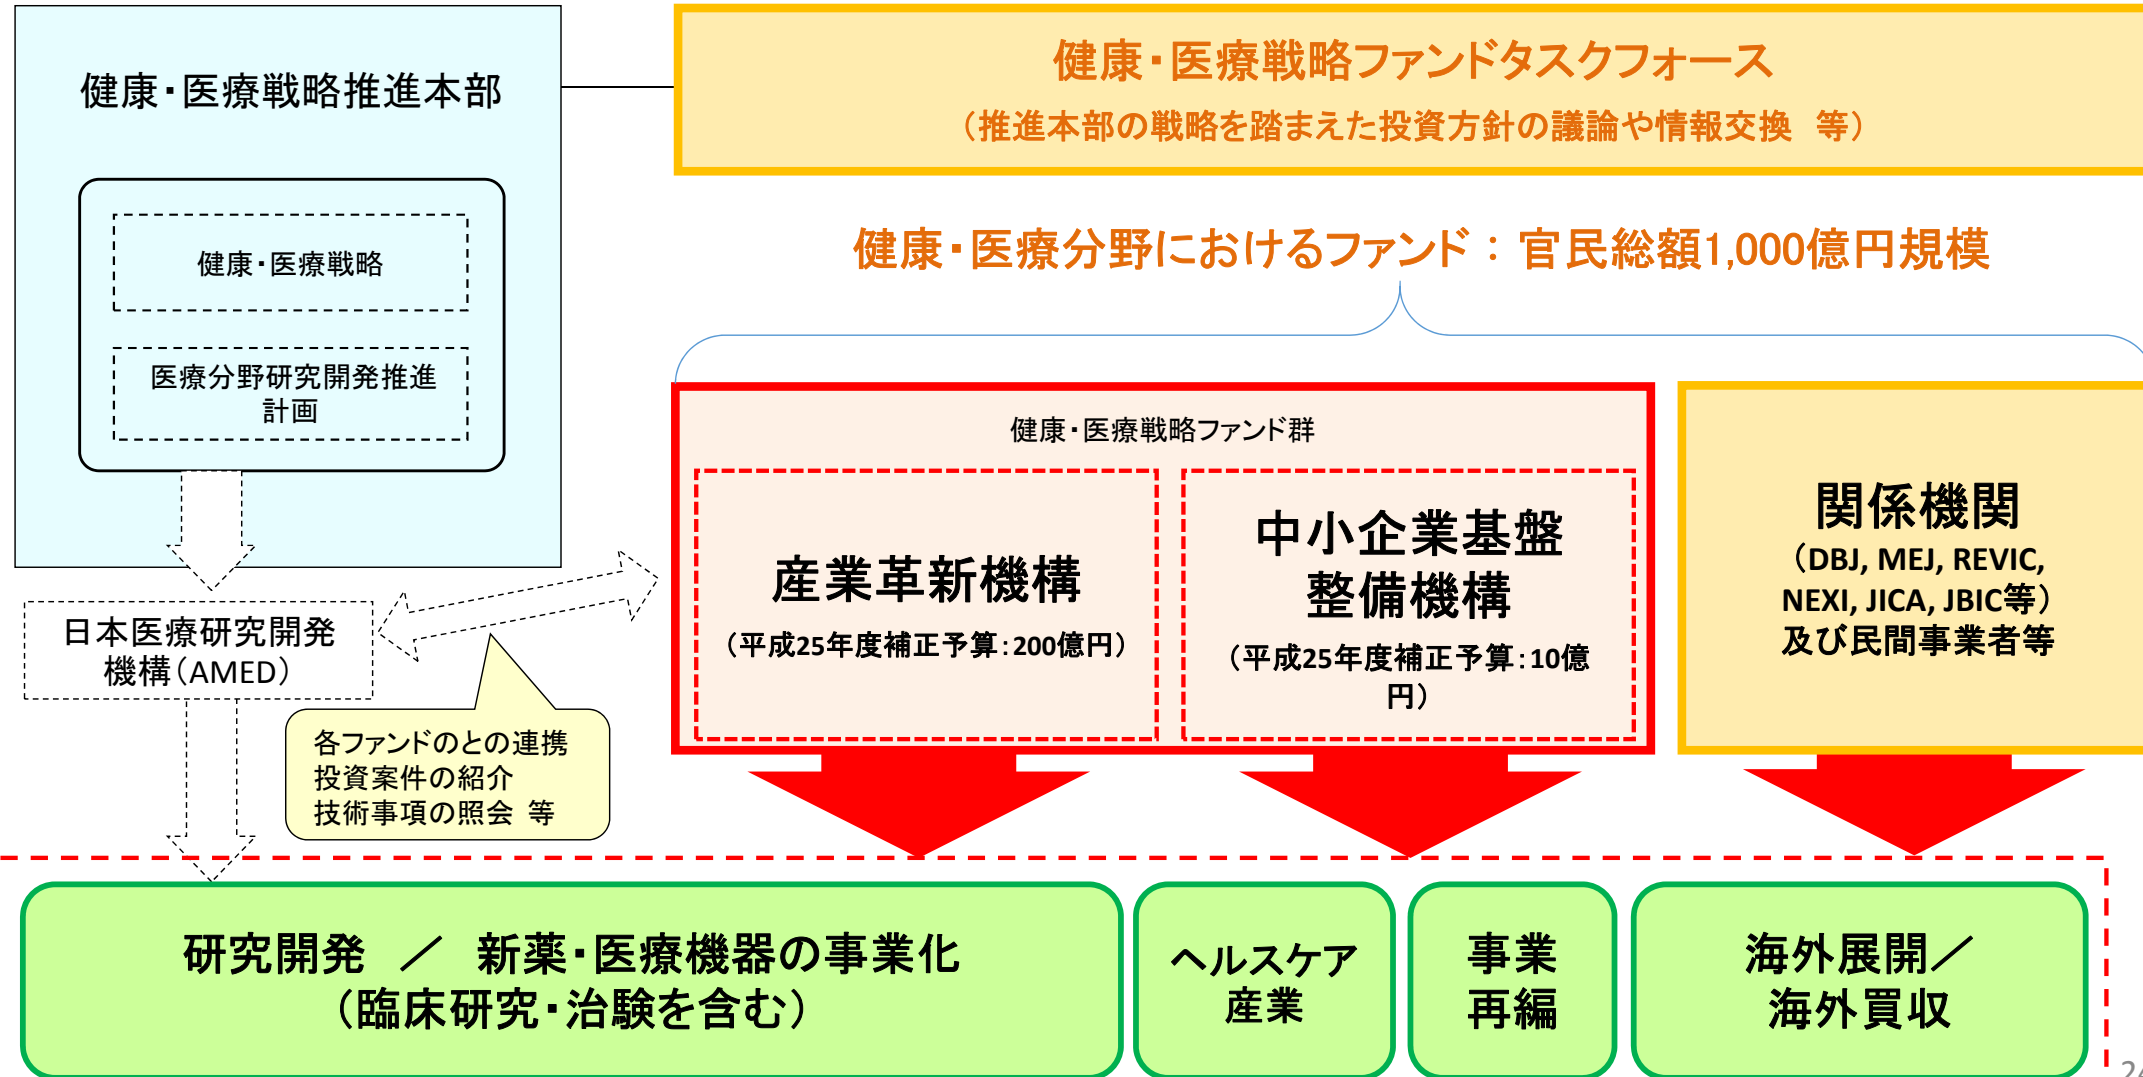 健康・医療戦略推進本部
健康・医療戦略
医療分野研究開発推進
計画
健康・医療戦略ファンドタスクフォース
（推進本部の戦略を踏まえた投資方針の議論や情報交換　等）
健康・医療分野におけるファンド：官民総額1,000億円規模
健康・医療戦略ファンド群
産業革新機構
（平成25年度補正予算：200億円）
中小企業基盤
整備機構
（平成25年度補正予算：10億
円）
関係機関
（DBJ, MEJ, REVIC,
NEXI, JICA, JBIC等）
及び民間事業者等
日本医療研究開発
機構（AMED）
各ファンドのとの連携
投資案件の紹介
技術事項の照会　等
研究開発　／　新薬・医療機器の事業化
（臨床研究・治験を含む）
ヘルスケア
産業
事業
再編
海外展開／
海外買収